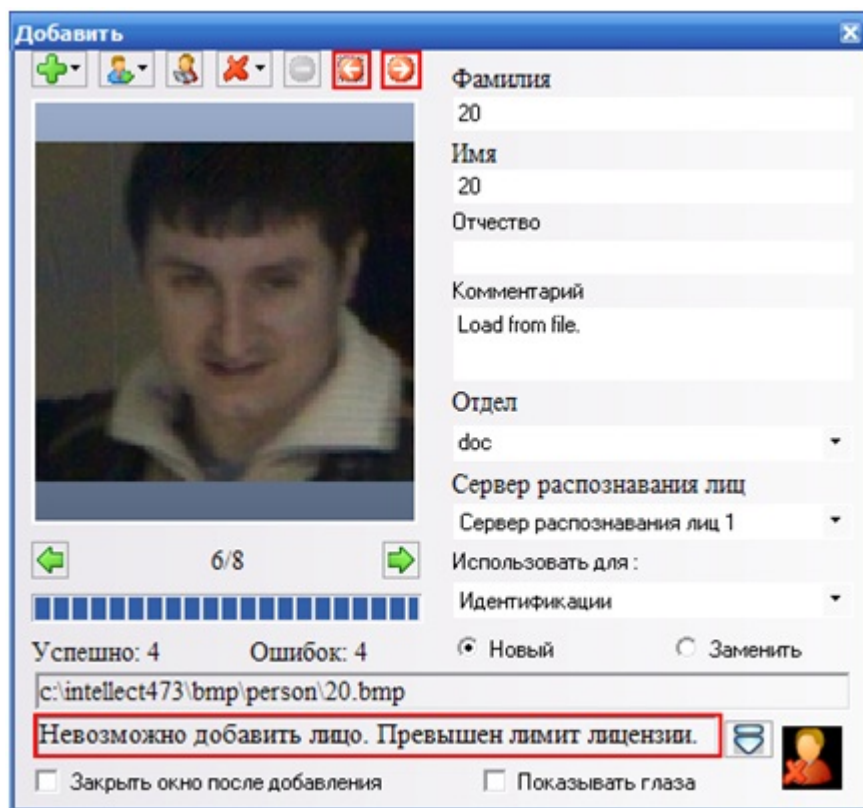 Добавить
Фамилия
20
Имя
20
Отчество
Комментарий
Load from file.
Отдел
doc
Сервер распознавания лиц
Сервер распознавания лиц 1
6/8
Использовать для :
Идентификации
Успешно: 4 Ошибок: 4
Новый Заменить
c:\intellect473\bmp\person\20.bmp
Невозможно добавить лицо. Превышен лимит лицензии.
Закрыть окно после добавления Показывать глаза